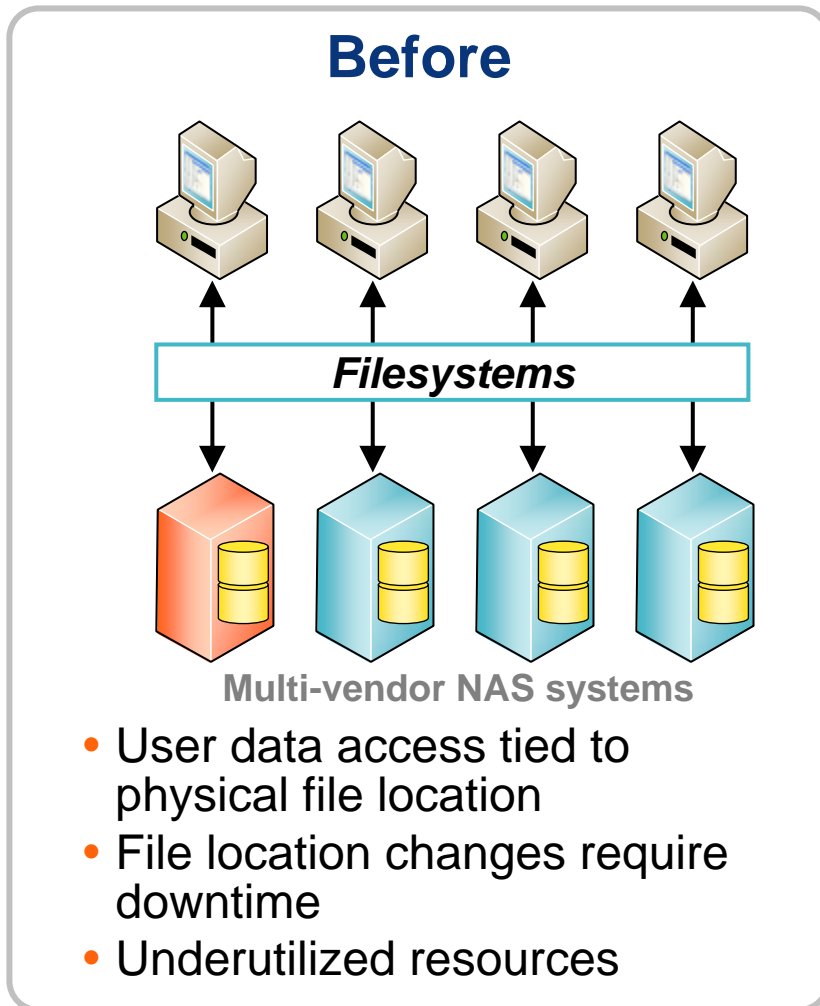 Before
Filesystems
Multi-vendor NAS systems
• User data access tied to
physical file location
• File location changes require
downtime
• Underutilized resources